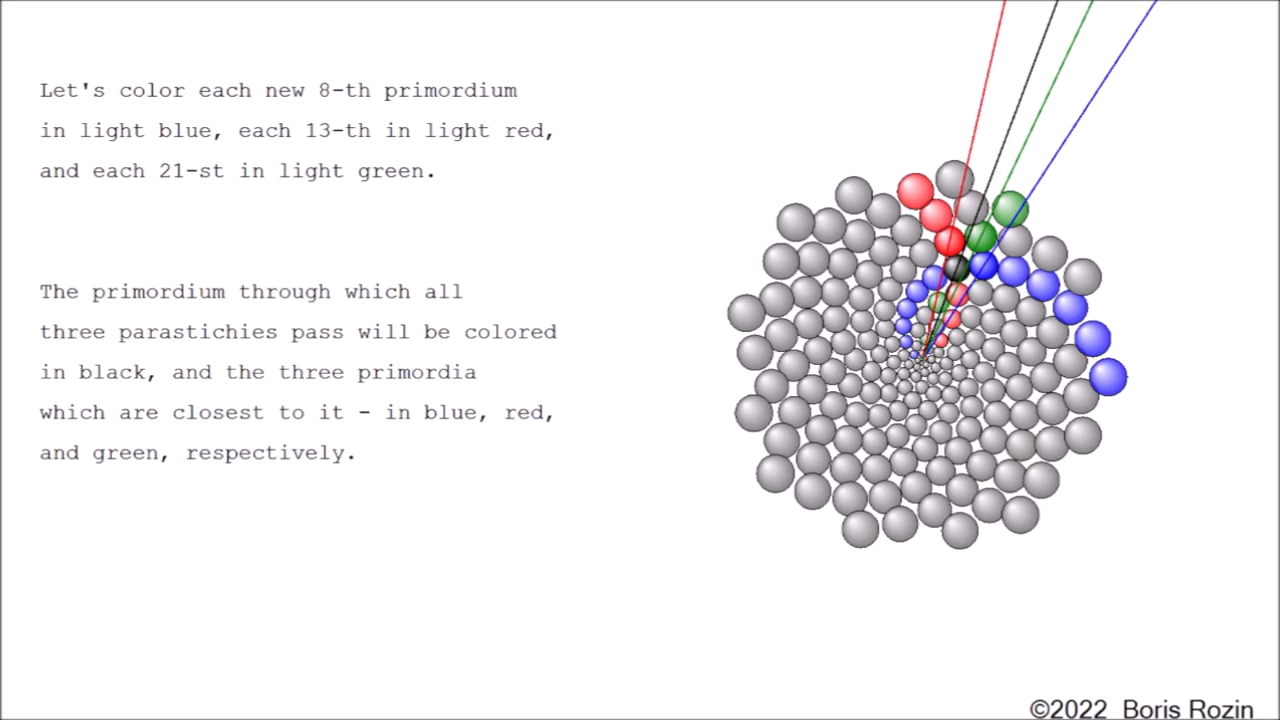 Let's color each new 8-th primordium
in light blue, each 13-th in light red,
and each 21-st in light green.
The primordium through which all
three parastichies pass will be colored
in black, and the three primordia
which are closest to it - in blue, red,
and green, respectively.
©2022 Boris Rozin